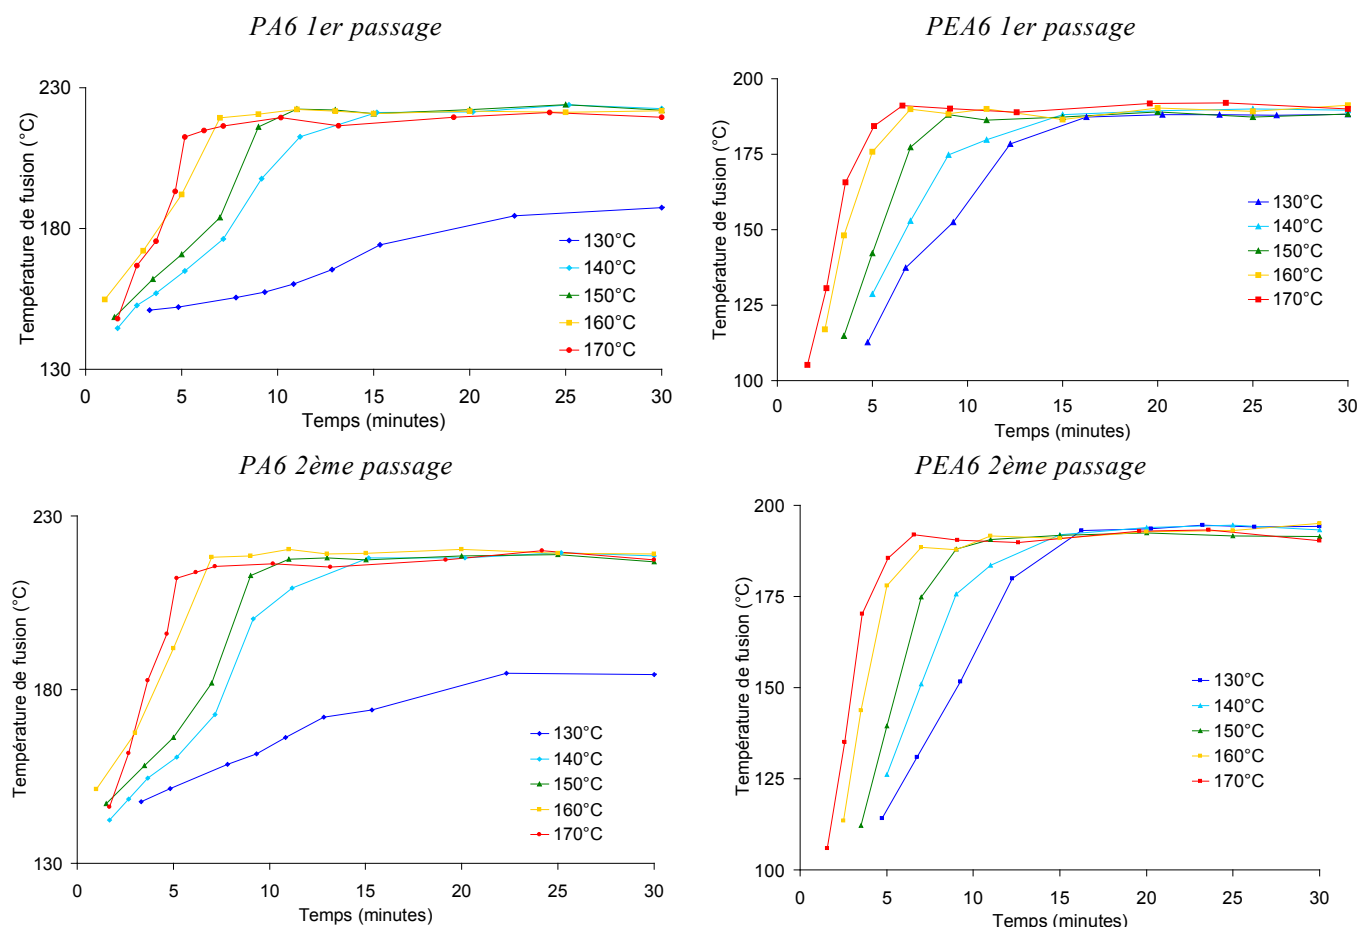 PA6 1er passage
Température de fusion (°C)
230
180
130
0 5 10 15 20 25 30
Temps (minutes)
130°C
140°C
150°C
160°C
170°C
PEA6 1er passage
Température de fusion (°C)
200
175
150
125
100
0 5 10 15 20 25 30
Temps (minutes)
130°C
140°C
150°C
160°C
170°C
PA6 2ème passage
Température de fusion (°C)
230
180
130
0 5 10 15 20 25 30
Temps (minutes)
130°C
140°C
150°C
160°C
170°C
PEA6 2ème passage
Température de fusion (°C)
200
175
150
125
100
0 5 10 15 20 25 30
Temps (minutes)
130°C
140°C
150°C
160°C
170°C